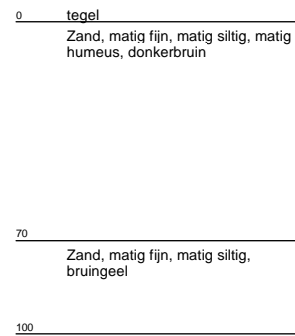 0 tegel
Zand, matig fijn, matig siltig, matig
humeus, donkerbruin
70
Zand, matig fijn, matig siltig,
bruingeel
100